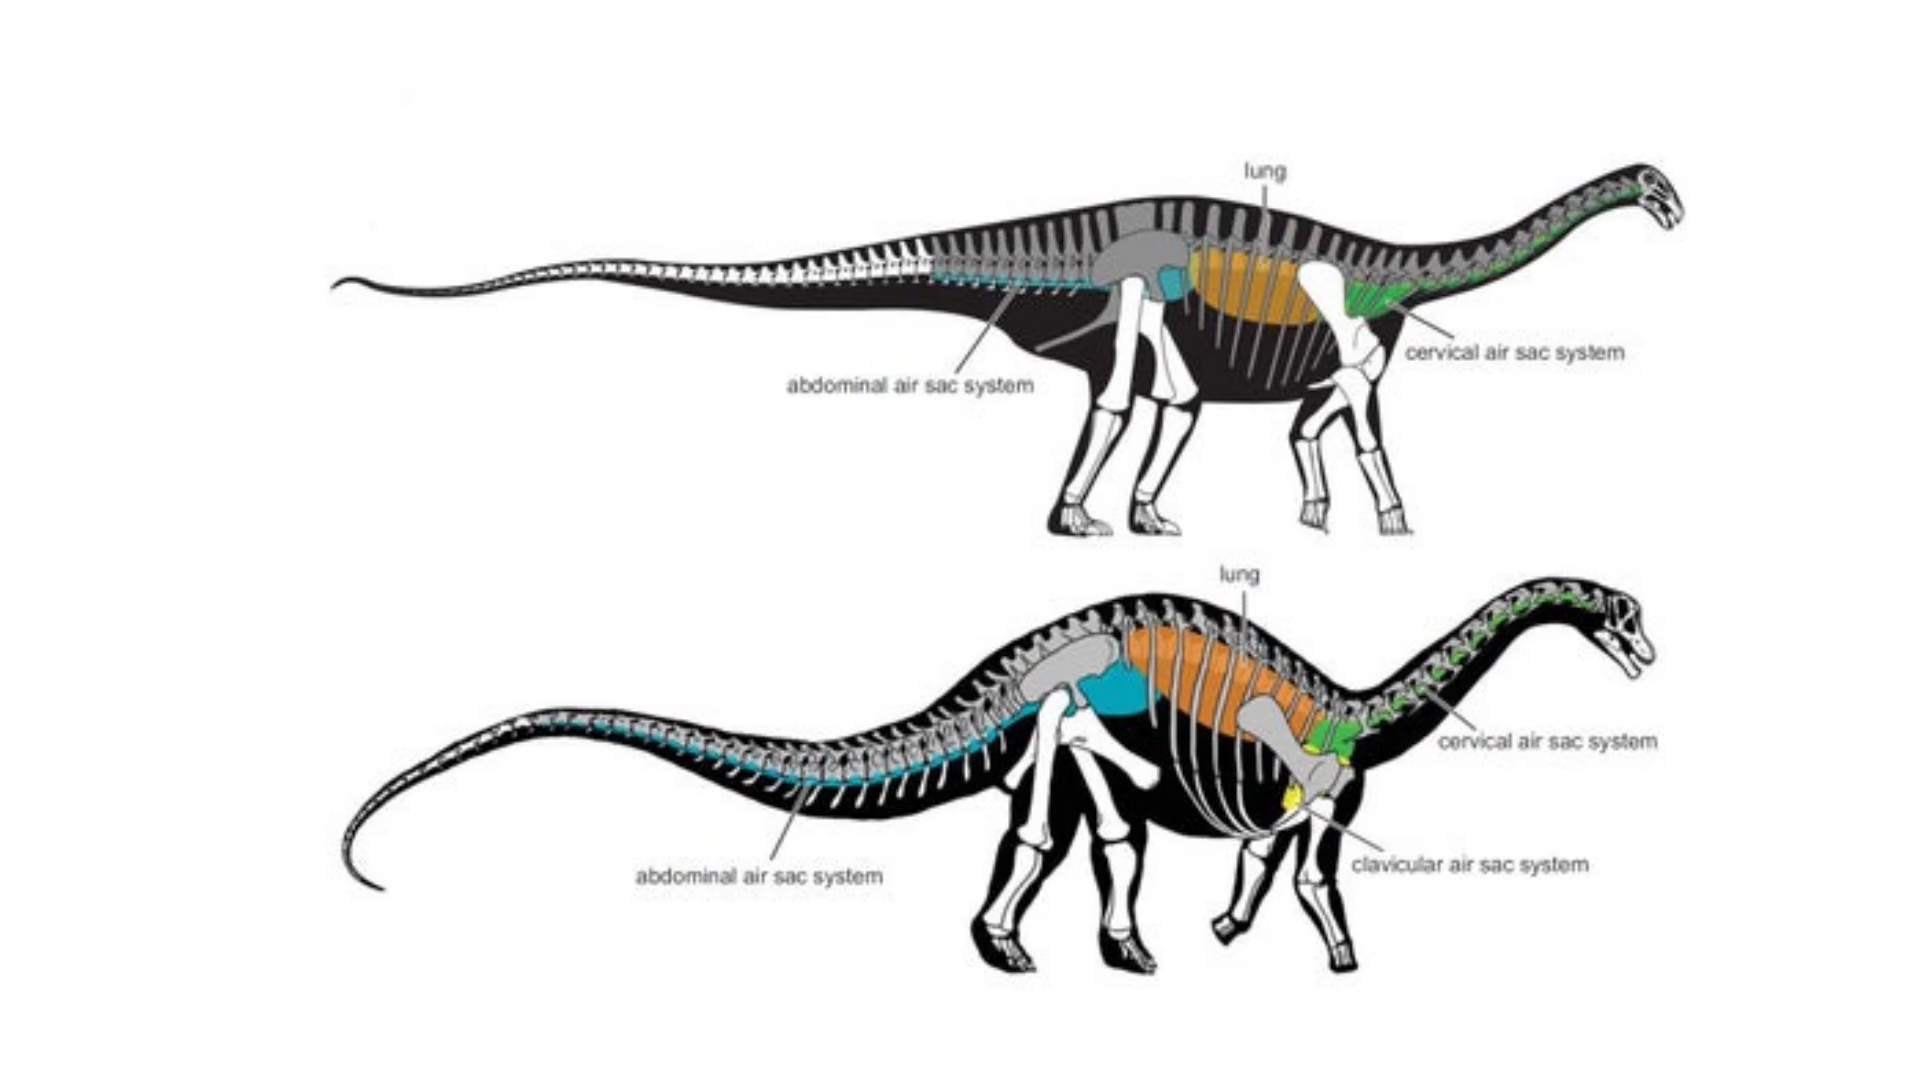 lung
cervical air sac system
abdominal air sac system
lung
cervical air sac system
clavicular air sac system
abdominal air sac system